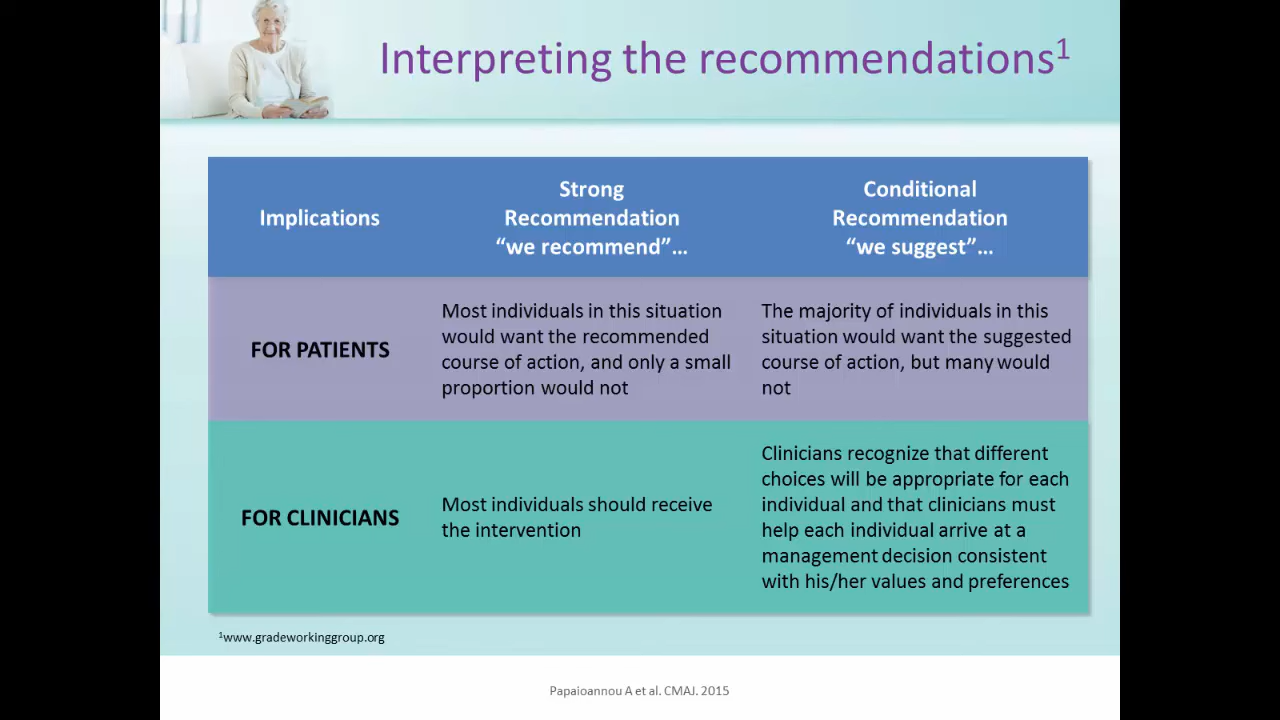 Interpreting the recommendations¹
Implications
Strong
Recommendation
“we recommend”...
Conditional
Recommendation
“we suggest”...
FOR PATIENTS
Most individuals in this situation
would want the recommended
course of action, and only a small
proportion would not
The majority of individuals in this
situation would want the suggested
course of action, but many would
not
FOR CLINICIANS
Most individuals should receive
the intervention
Clinicians recognize that different
choices will be appropriate for each
individual and that clinicians must
help each individual arrive at a
management decision consistent
with his/her values and preferences
¹www.gradeworkinggroup.org
Papaioannou A et al. CMAJ. 2015